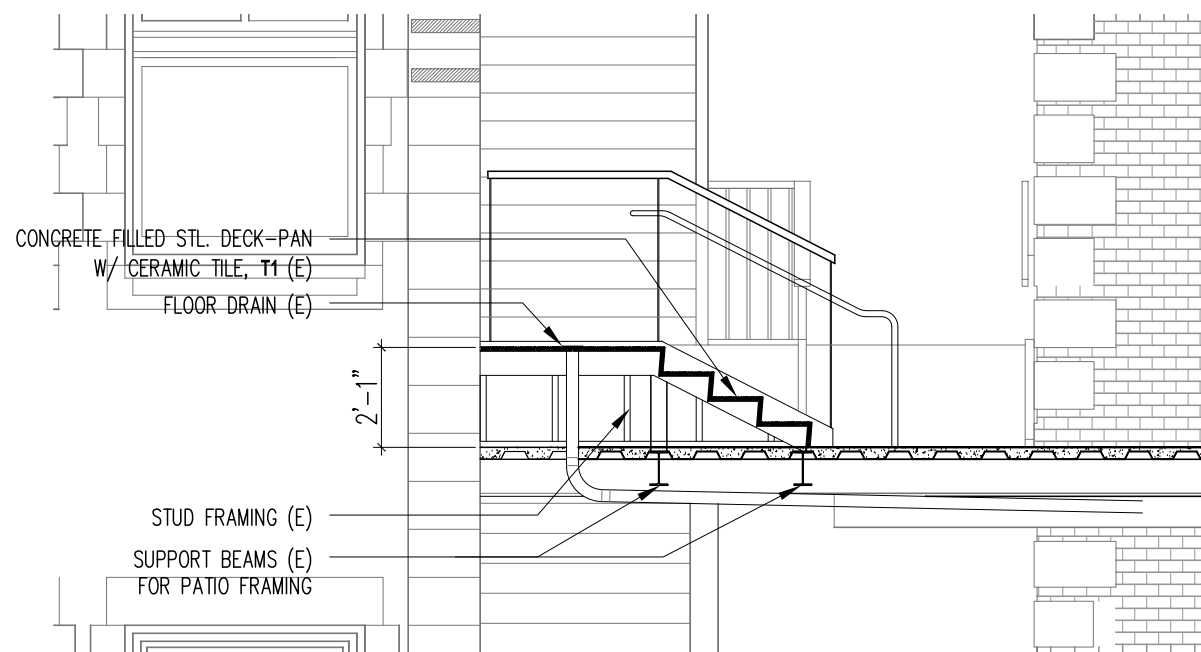 CONCRETE FILLED STL. DECK-PAN
W/ CERAMIC TILE, T1 (E)
FLOOR DRAIN (E)
2'-1"
STUD FRAMING (E)
SUPPORT BEAMS (E)
FOR PATIO FRAMING